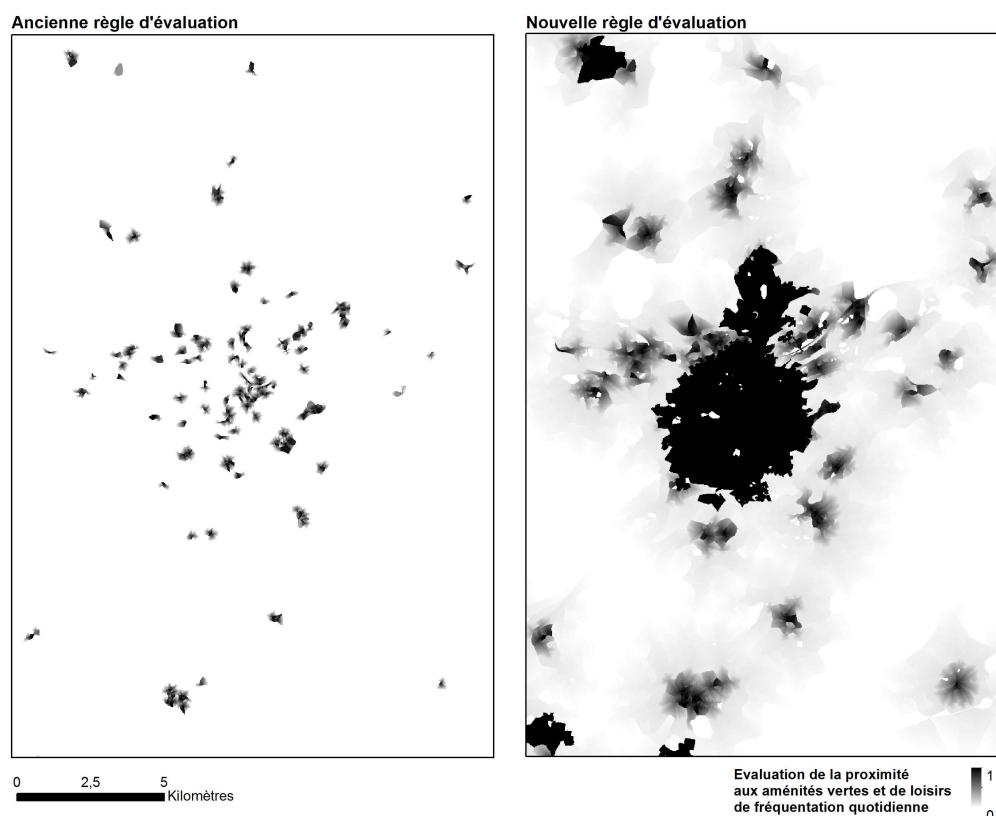 Ancienne règle d'évaluation
Nouvelle règle d'évaluation
0 2,5 5
Kilomètres
Evaluation de la proximité
aux aménités vertes et de loisirs
de fréquentation quotidienne
1
0